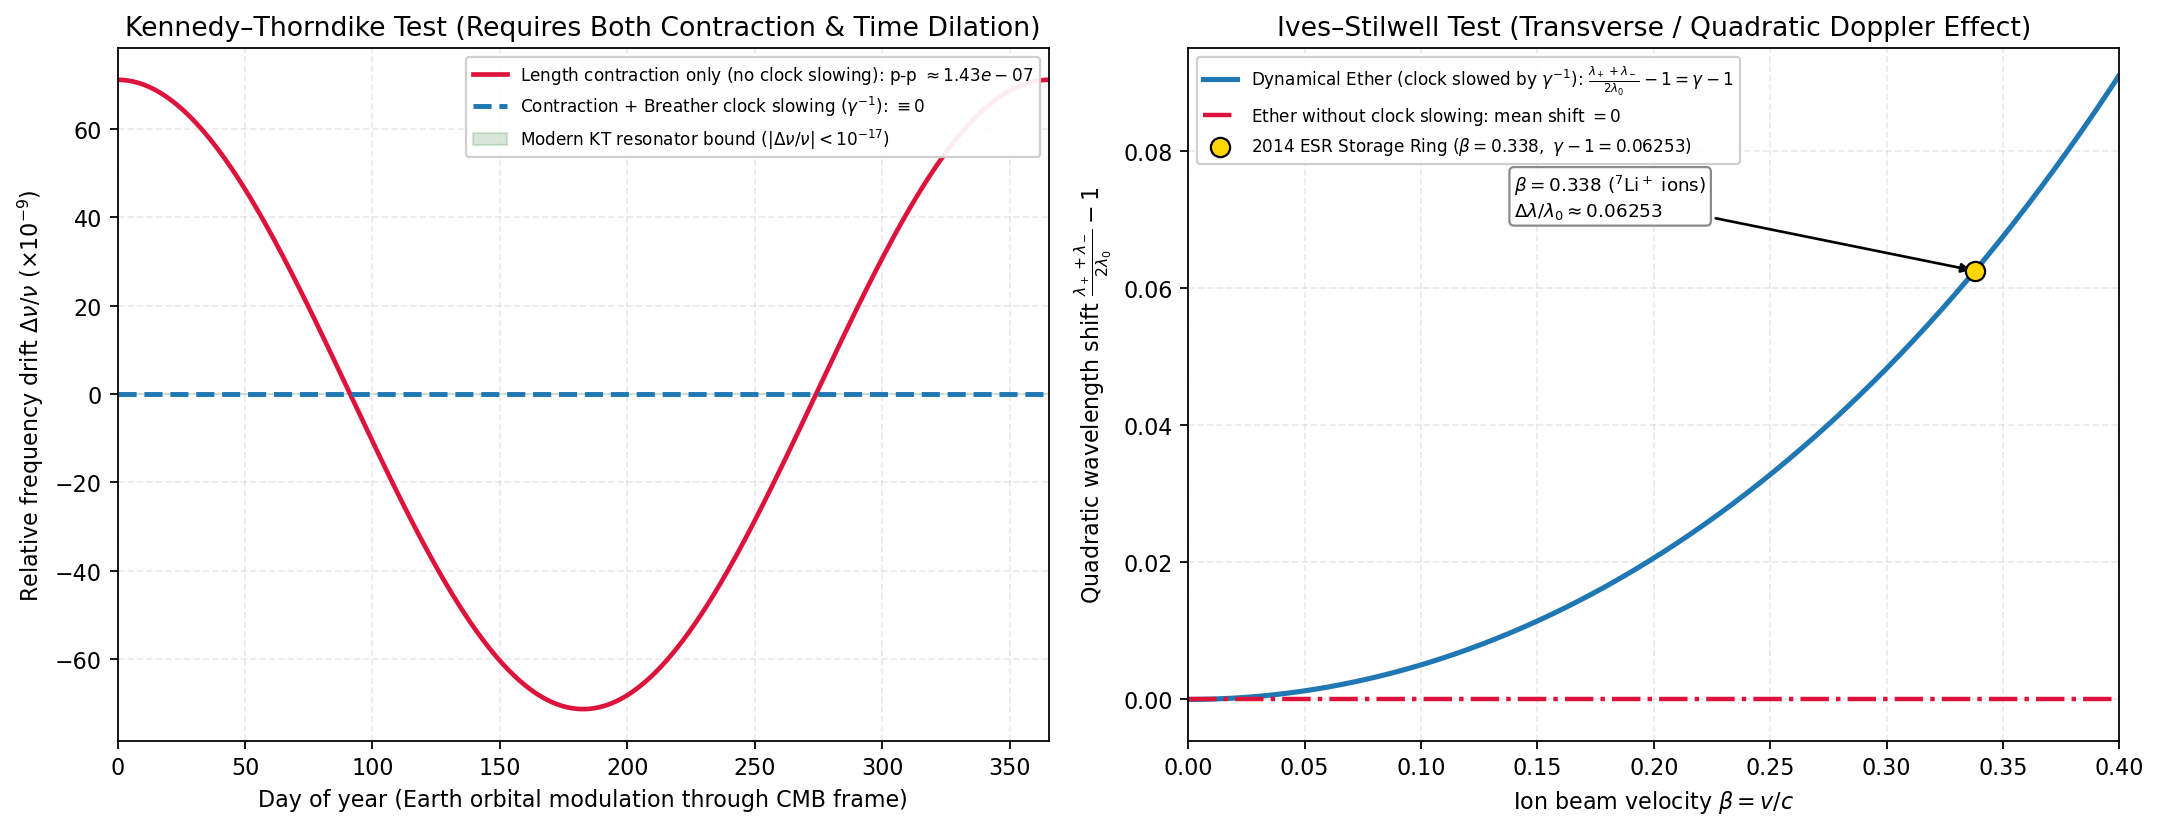 Kennedy–Thorndike Test (Requires Both Contraction & Time Dilation)
Length contraction only (no clock slowing): p-p ≈ 1.43e − 07
Contraction + Breather clock slowing (γ⁻¹): ≡ 0
Modern KT resonator bound (|Δν/ν| < 10⁻¹⁷)
Relative frequency drift Δν/ν (×10⁻⁹)
60
40
20
0
−20
−40
−60
0 50 100 150 200 250 300 350
Day of year (Earth orbital modulation through CMB frame)
Ives–Stilwell Test (Transverse / Quadratic Doppler Effect)
Dynamical Ether (clock slowed by γ⁻¹): (λ₊ + λ₋)/(2λ₀) − 1 = γ − 1
Ether without clock slowing: mean shift = 0
2014 ESR Storage Ring (β = 0.338, γ − 1 = 0.06253)
β = 0.338 (⁷Li⁺ ions)
Δλ/λ₀ ≈ 0.06253
Quadratic wavelength shift (λ₊ + λ₋)/(2λ₀) − 1
0.08
0.06
0.04
0.02
0.00
0.00 0.05 0.10 0.15 0.20 0.25 0.30 0.35 0.40
Ion beam velocity β = v/c